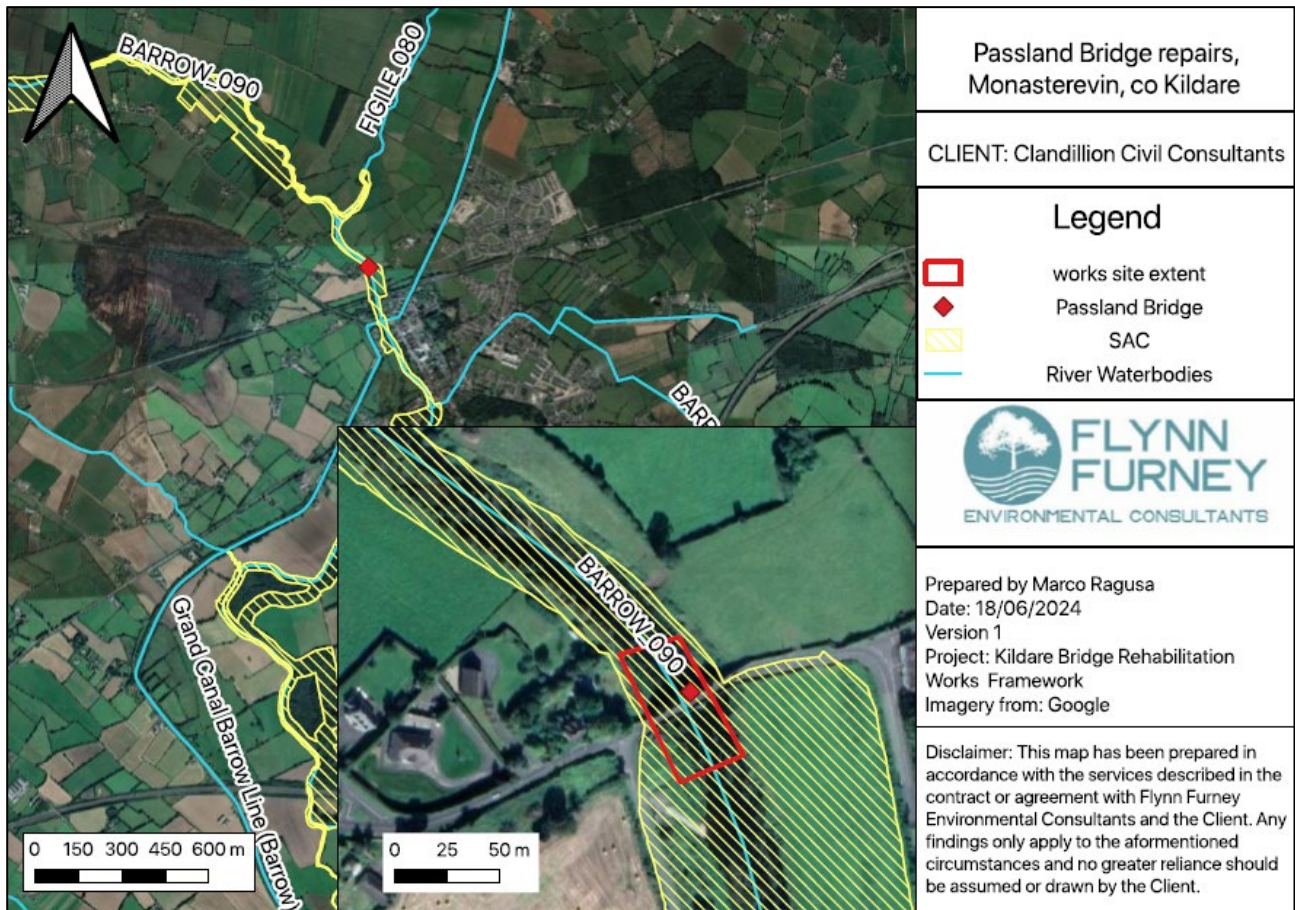 BARROW_090
FIGILE_080
BARR
Grand Canal Barrow Line (Barrow)
0 150 300 450 600 m
BARROW_090
0 25 50 m
Passland Bridge repairs,
Monasterevin, co Kildare
CLIENT: Clandillion Civil Consultants
Legend
works site extent
Passland Bridge
SAC
River Waterbodies
FLYNN
FURNEY
ENVIRONMENTAL CONSULTANTS
Prepared by Marco Ragusa
Date: 18/06/2024
Version 1
Project: Kildare Bridge Rehabilitation
Works Framework
Imagery from: Google
Disclaimer: This map has been prepared in
accordance with the services described in the
contract or agreement with Flynn Furney
Environmental Consultants and the Client. Any
findings only apply to the aformentioned
circumstances and no greater reliance should
be assumed or drawn by the Client.